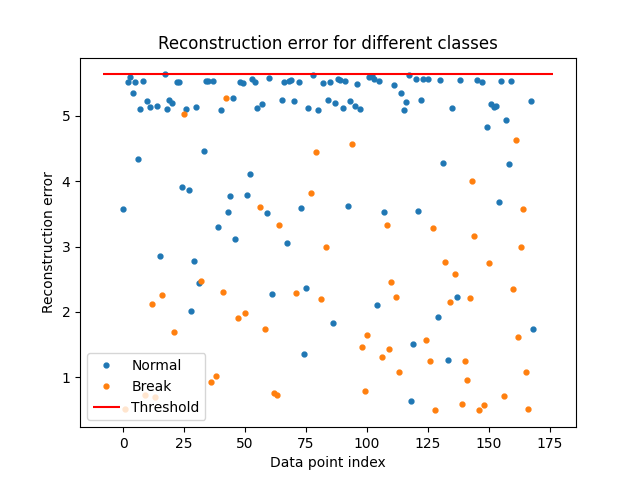 Reconstruction error for different classes
Reconstruction error
5
4
3
2
1
Normal
Break
Threshold
0 25 50 75 100 125 150 175
Data point index